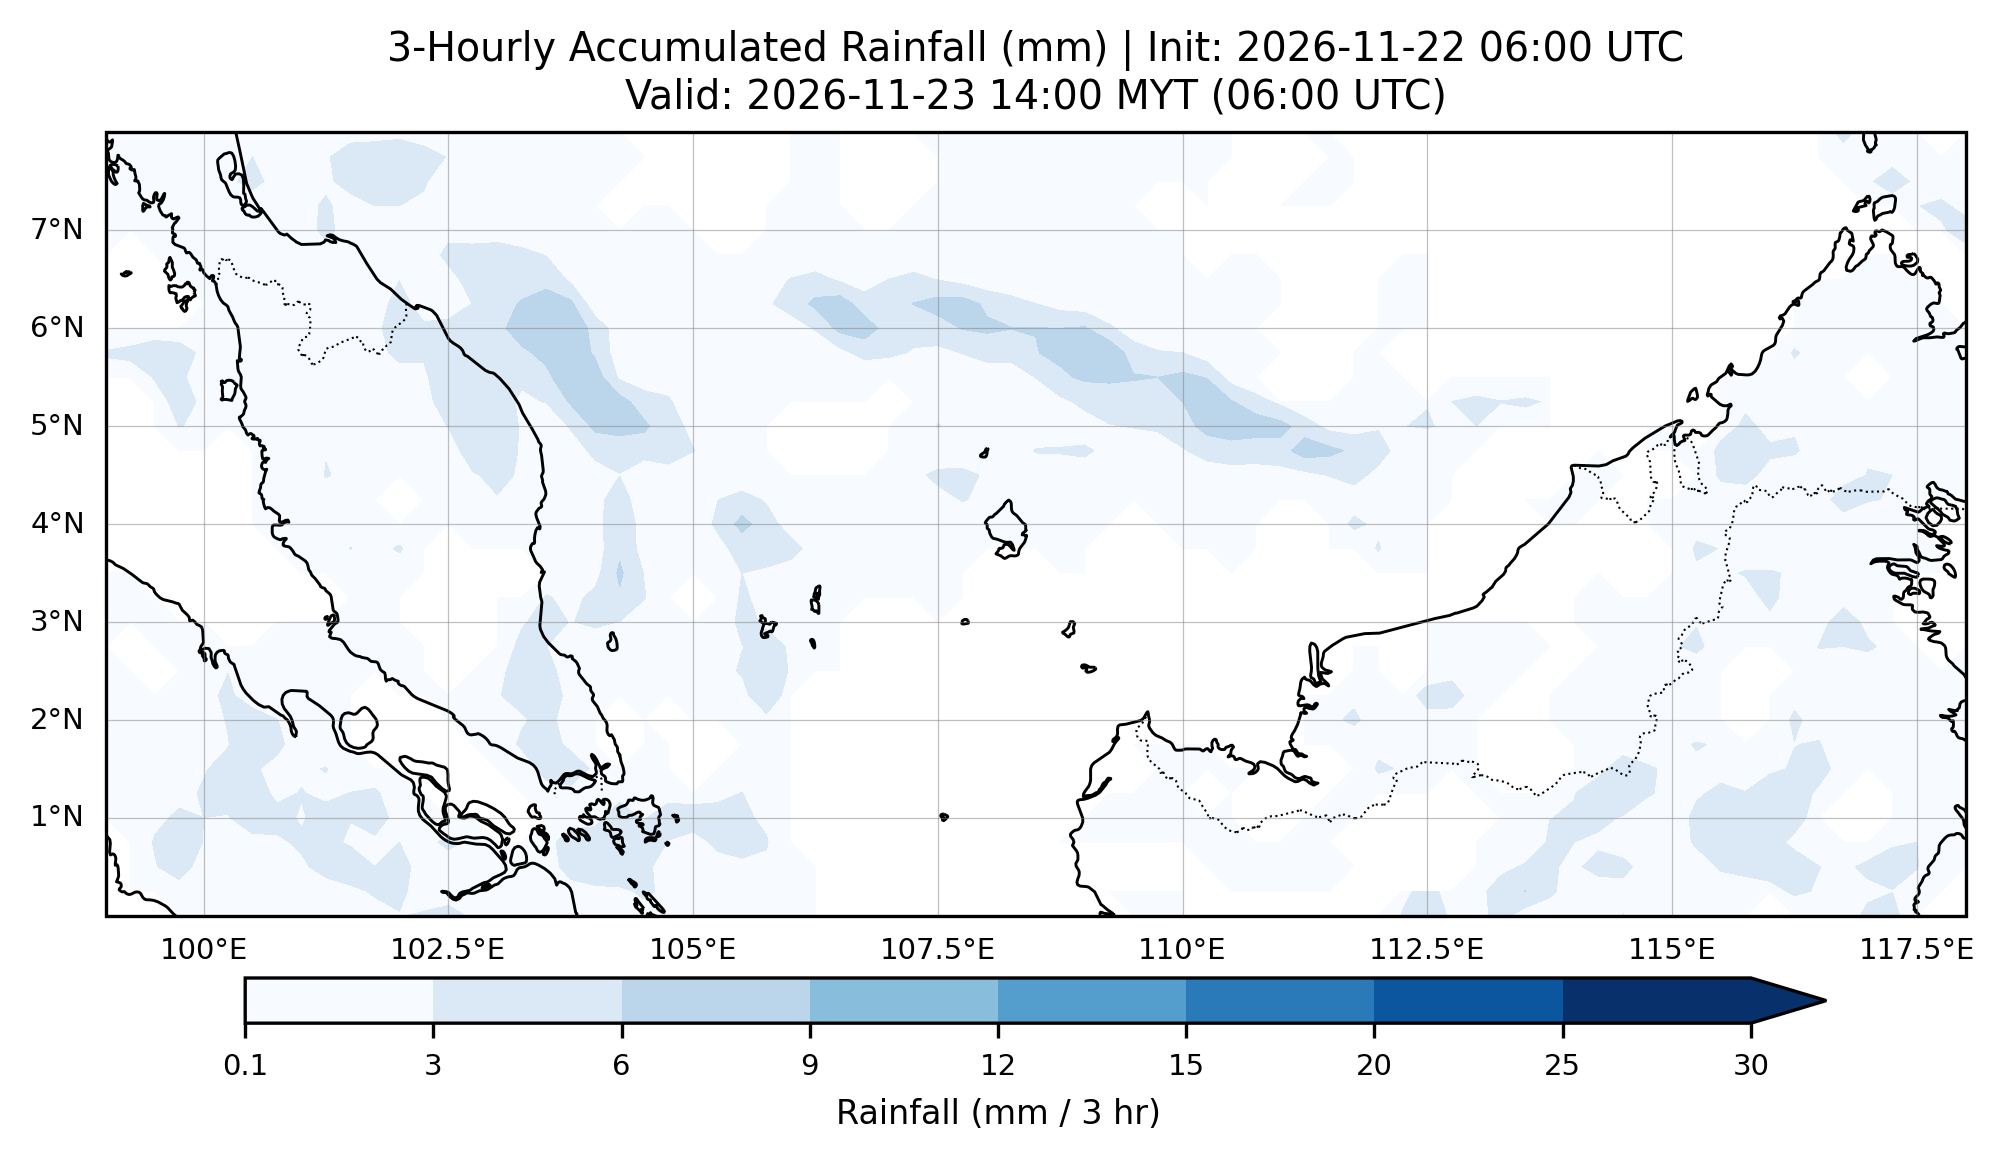 3-Hourly Accumulated Rainfall (mm) | Init: 2026-11-22 06:00 UTC
Valid: 2026-11-23 14:00 MYT (06:00 UTC)
7°N
6°N
5°N
4°N
3°N
2°N
1°N
100°E 102.5°E 105°E 107.5°E 110°E 112.5°E 115°E 117.5°E
0.1 3 6 9 12 15 20 25 30
Rainfall (mm / 3 hr)